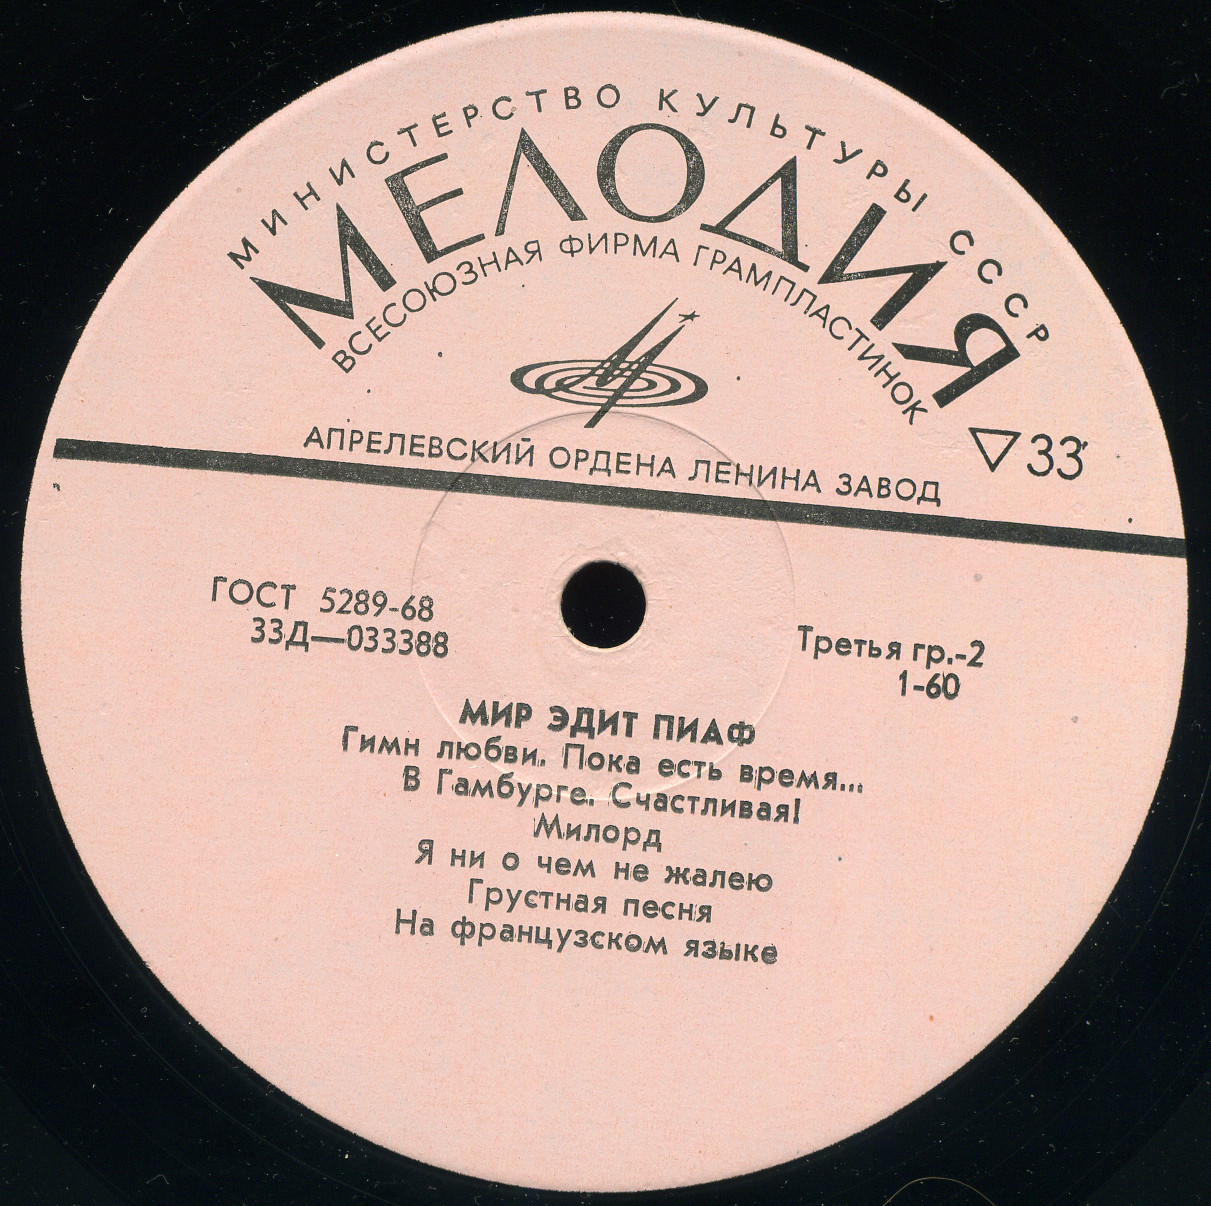 МИНИСТЕРСТВО КУЛЬТУРЫ СССР
МЕЛОДИЯ
ВСЕСОЮЗНАЯ ФИРМА ГРАМПЛАСТИНОК
АПРЕЛЕВСКИЙ ОРДЕНА ЛЕНИНА ЗАВОД
▽33
ГОСТ 5289-68
33Д—033388
Третья гр.-2
1-60
МИР ЭДИТ ПИАФ
Гимн любви. Пока есть время...
В Гамбурге. Счастливая!
Милорд
Я ни о чем не жалею
Грустная песня
На французском языке